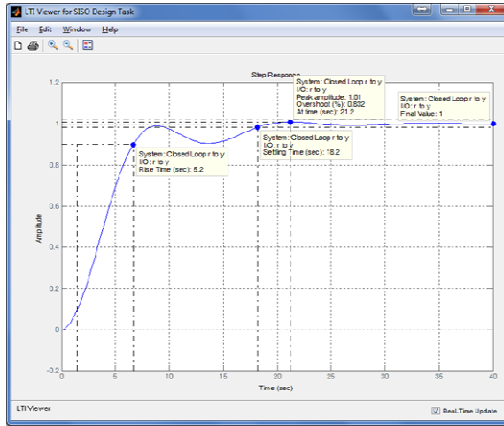 LTI Viewer for SISO Design Task
File Edit Window Help
Step Response
System: Closed Loop r to y
I/O: r to y
Peak amplitude: 1.01
Overshoot (%): 0.832
At time (sec): 21.2
System: Closed Loop r to y
I/O: r to y
Final Value: 1
System: Closed Loop r to y
I/O: r to y
Settling Time (sec): 18.2
System: Closed Loop r to y
I/O: r to y
Rise Time (sec): 5.2
Amplitude
1.2
1
0.8
0.6
0.4
0.2
0
-0.2
0 5 10 15 20 25 30 35 40
Time (sec)
LTI Viewer
Real-Time Update